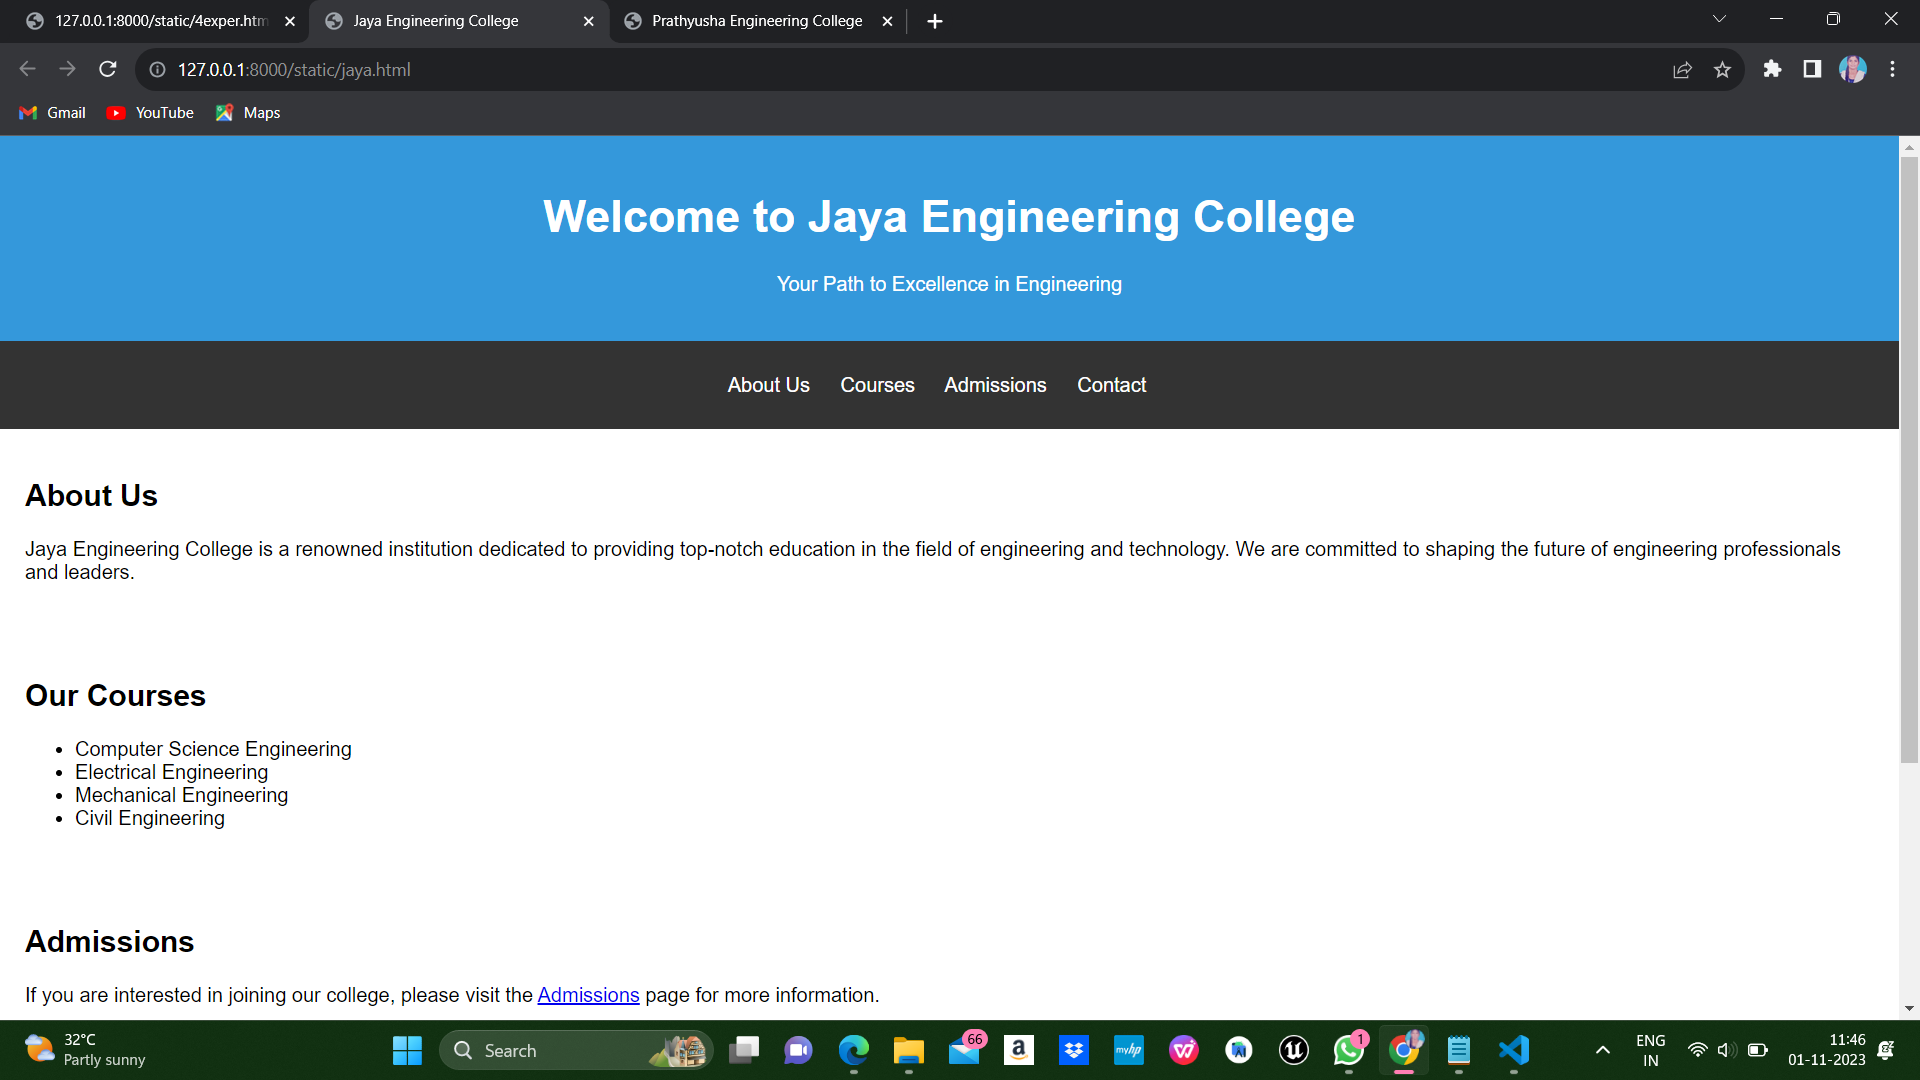 127.0.0.1:8000/static/4exper.htm
Jaya Engineering College
Prathyusha Engineering College
127.0.0.1:8000/static/jaya.html
Gmail
YouTube
Maps
Welcome to Jaya Engineering College
Your Path to Excellence in Engineering
About Us
Courses
Admissions
Contact
About Us
Jaya Engineering College is a renowned institution dedicated to providing top-notch education in the field of engineering and technology. We are committed to shaping the future of engineering professionals
and leaders.
Our Courses
Computer Science Engineering
Electrical Engineering
Mechanical Engineering
Civil Engineering
Admissions
If you are interested in joining our college, please visit the Admissions page for more information.
32°C
Partly sunny
Search
66
a
myhp
AI
1
ENG
IN
11:46
01-11-2023